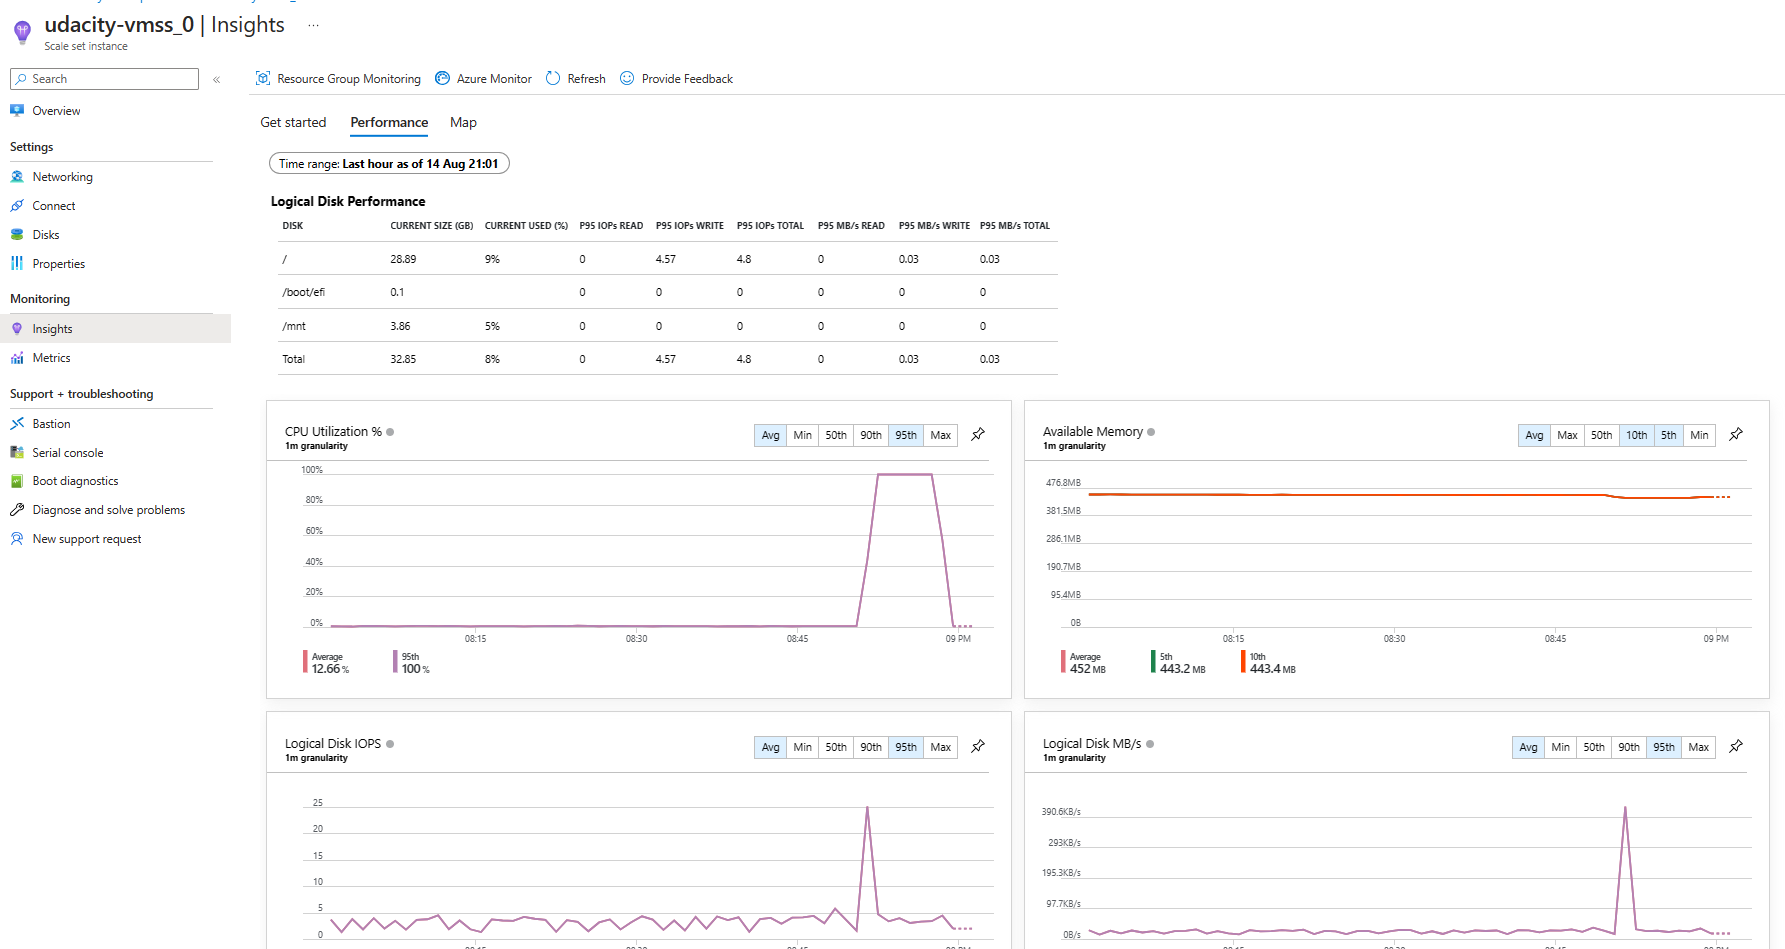 udacity-vmss_0 | Insights ...
Scale set instance
Search «
Overview
Settings
Networking
Connect
Disks
Properties
Monitoring
Insights
Metrics
Support + troubleshooting
Bastion
Serial console
Boot diagnostics
Diagnose and solve problems
New support request
Resource Group Monitoring Azure Monitor Refresh Provide Feedback
Get started Performance Map
Time range: Last hour as of 14 Aug 21:01
Logical Disk Performance
DISK CURRENT SIZE (GB) CURRENT USED (%) P95 IOPs READ P95 IOPs WRITE P95 IOPs TOTAL P95 MB/s READ P95 MB/s WRITE P95 MB/s TOTAL
/ 28.89 9% 0 4.57 4.8 0 0.03 0.03
/boot/efi 0.1 0 0 0 0 0 0
/mnt 3.86 5% 0 0 0 0 0 0
Total 32.85 8% 0 4.57 4.8 0 0.03 0.03
CPU Utilization %
1m granularity
Avg Min 50th 90th 95th Max
100%
80%
60%
40%
20%
0%
08:15 08:30 08:45 09 PM
Average 95th
12.66 % 100 %
Available Memory
1m granularity
Avg Max 50th 10th 5th Min
476.8MB
381.5MB
286.1MB
190.7MB
95.4MB
0B
08:15 08:30 08:45 09 PM
Average 5th 10th
452 MB 443.2 MB 443.4 MB
Logical Disk IOPS
1m granularity
Avg Min 50th 90th 95th Max
25
20
15
10
5
0
Logical Disk MB/s
1m granularity
Avg Min 50th 90th 95th Max
390.6KB/s
293KB/s
195.3KB/s
97.7KB/s
0B/s